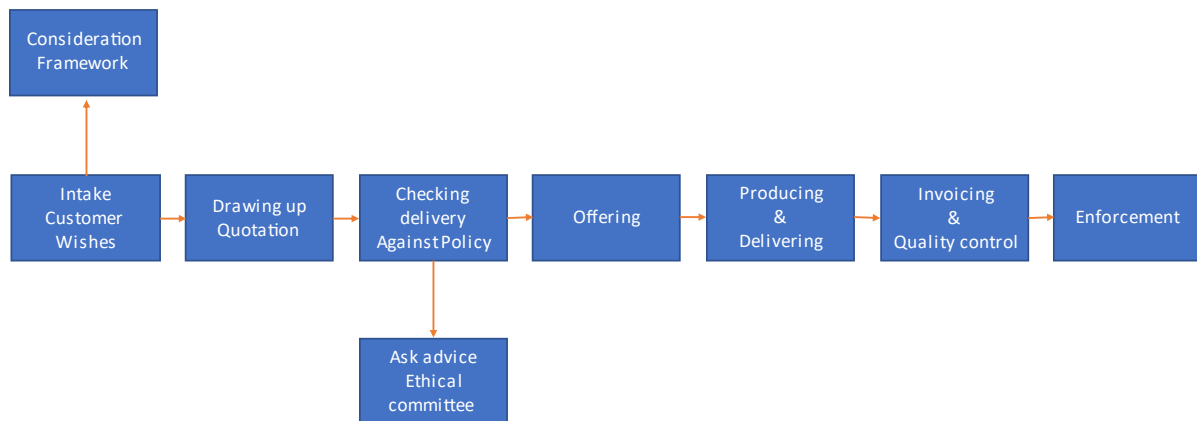 Consideration
Framework
Intake
Customer
Wishes
Drawing up
Quotation
Checking
delivery
Against Policy
Offering
Producing
&
Delivering
Invoicing
&
Quality control
Enforcement
Ask advice
Ethical
committee